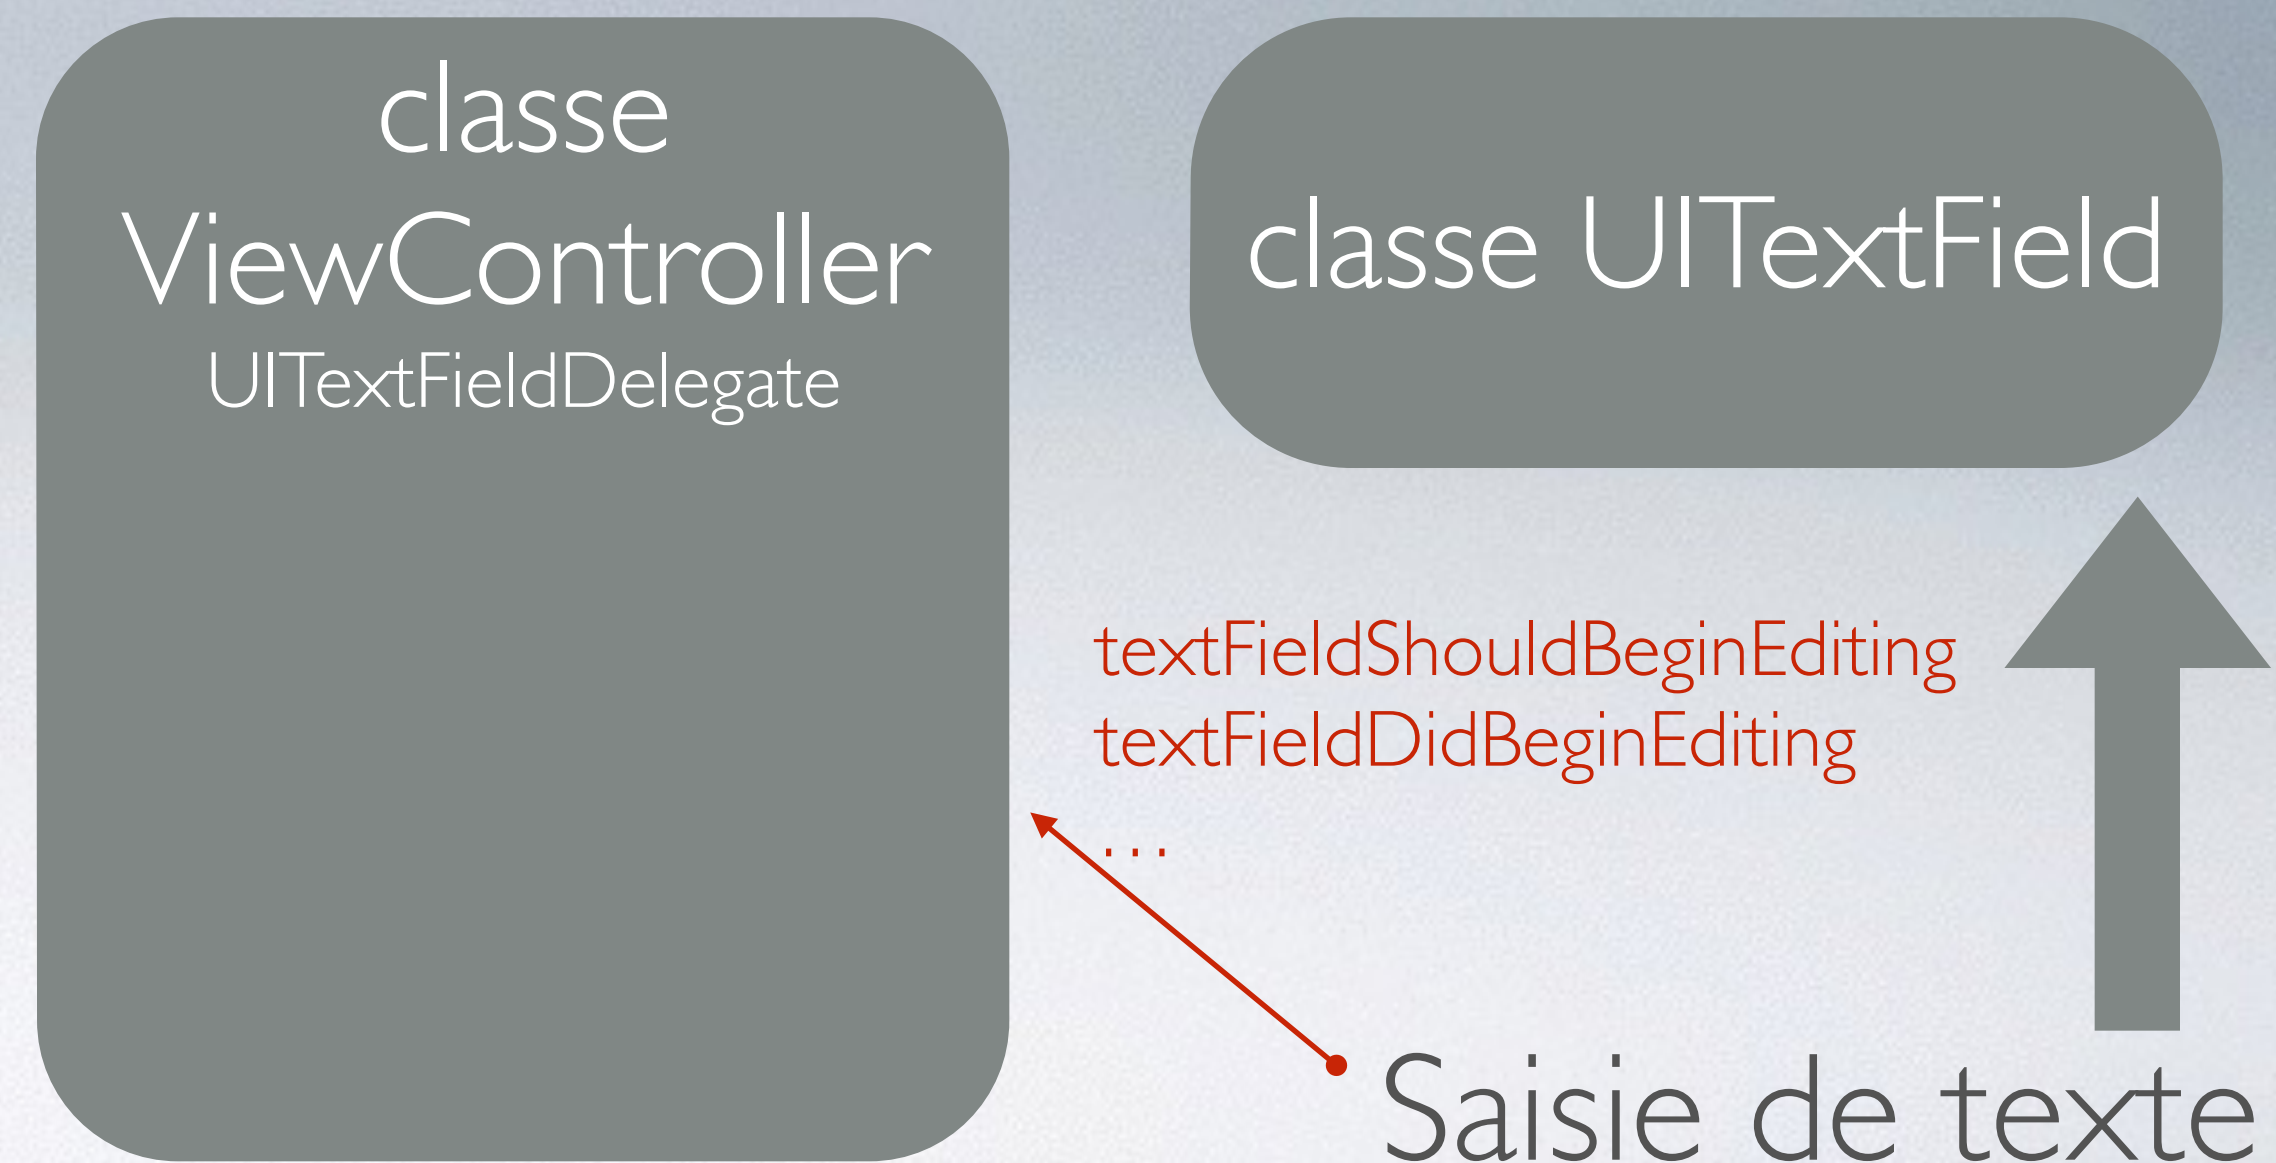 classe
ViewController
UITextFieldDelegate
classe UITextField
textFieldShouldBeginEditing
textFieldDidBeginEditing
…
Saisie de texte